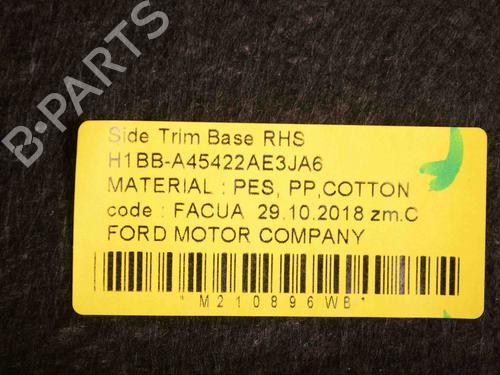 B-PARTS
Side Trim Base RHS
H1BB-A45422AE3JA6
MATERIAL : PES, PP,COTTON
code : FACUA 29.10.2018 zm.C
FORD MOTOR COMPANY
*M210896WB*